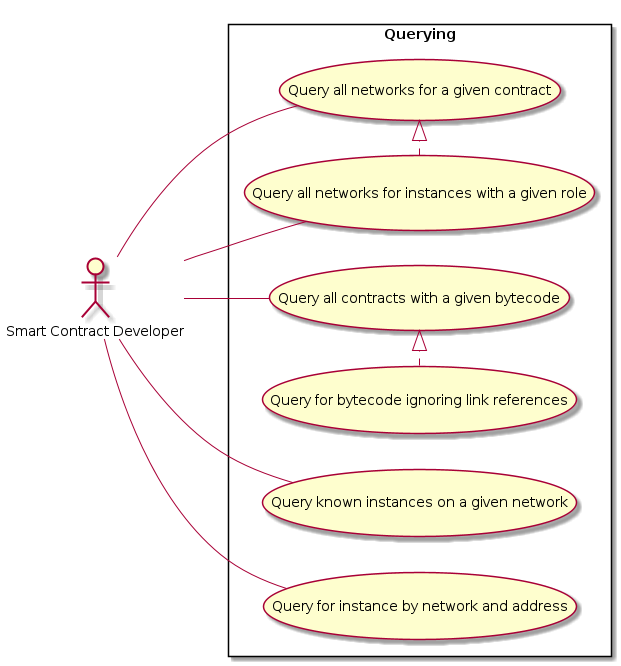 Querying
Query all networks for a given contract
Query all networks for instances with a given role
Query all contracts with a given bytecode
Smart Contract Developer
Query for bytecode ignoring link references
Query known instances on a given network
Query for instance by network and address